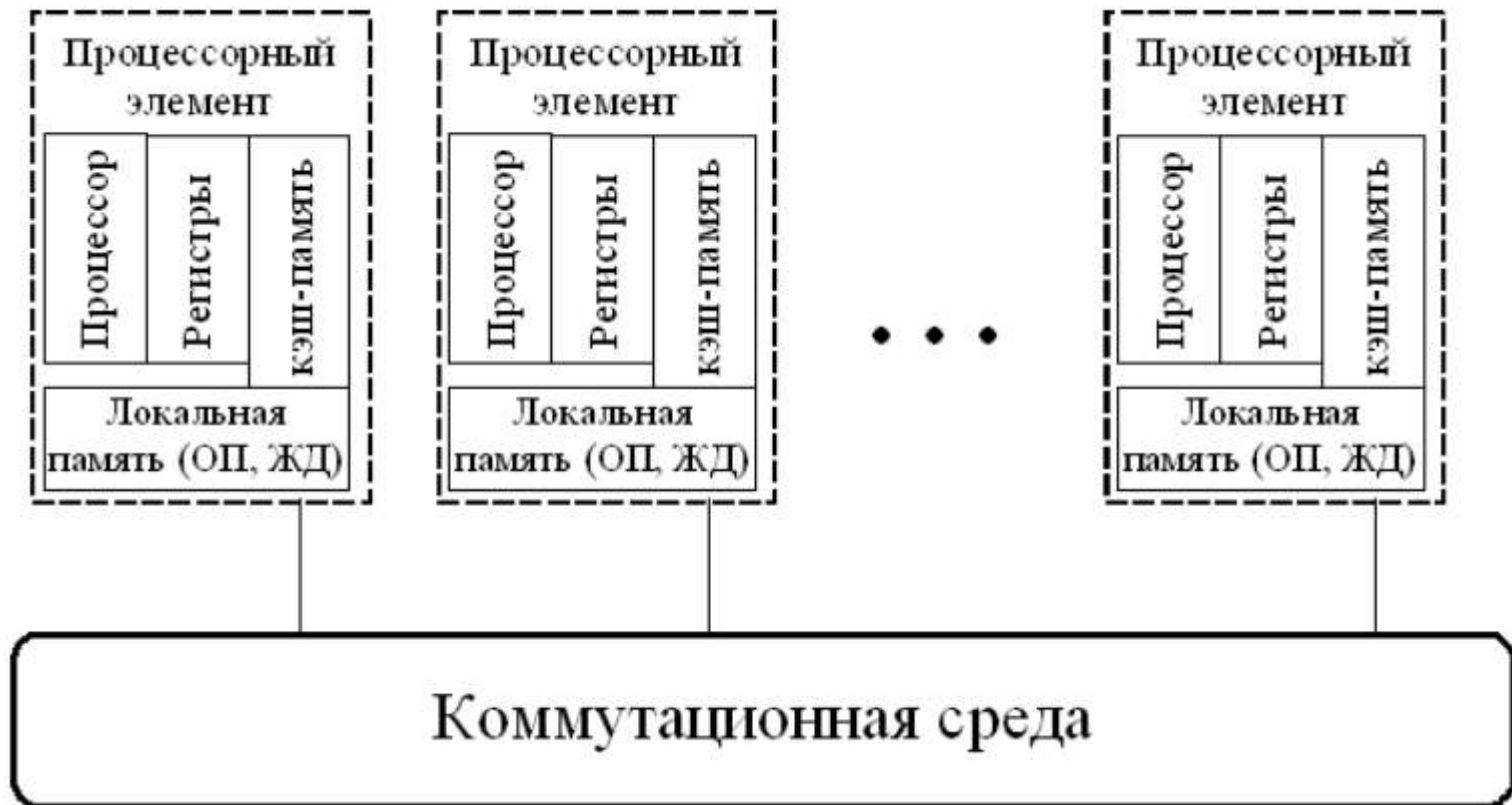 Процессорный
элемент
Процессор
Регистры
кэш-память
Локальная
память (ОП, ЖД)
Процессорный
элемент
Процессор
Регистры
кэш-память
Локальная
память (ОП, ЖД)
Процессорный
элемент
Процессор
Регистры
кэш-память
Локальная
память (ОП, ЖД)
Коммутационная среда